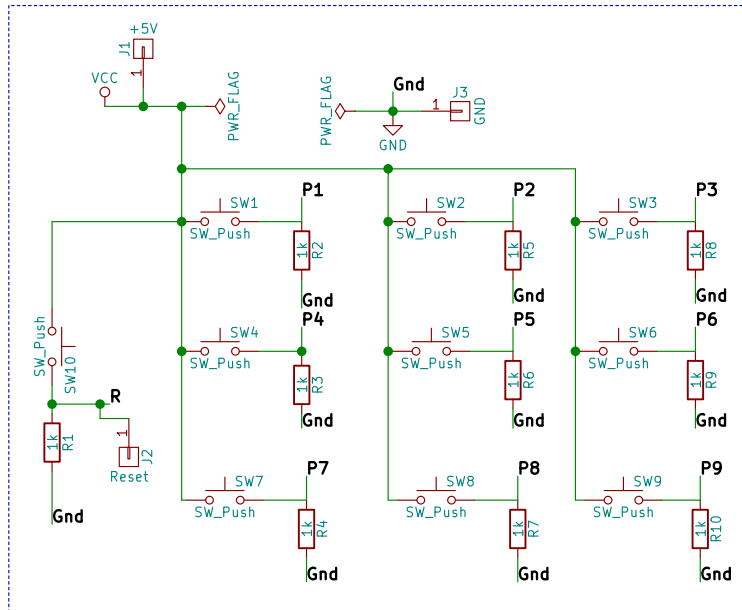 +5V
J1
1
VCC
PWR_FLAG
PWR_FLAG
Gnd
GND
1
J3
GND
SW1
SW_Push
P1
1k
R2
Gnd
SW2
SW_Push
P2
1k
R5
Gnd
SW3
SW_Push
P3
1k
R8
Gnd
SW_Push
SW10
SW4
SW_Push
P4
1k
R3
Gnd
SW5
SW_Push
P5
1k
R6
Gnd
SW6
SW_Push
P6
1k
R9
Gnd
R
1k
R1
Gnd
1
J2
Reset
SW7
SW_Push
P7
1k
R4
Gnd
SW8
SW_Push
P8
1k
R7
Gnd
SW9
SW_Push
P9
1k
R10
Gnd